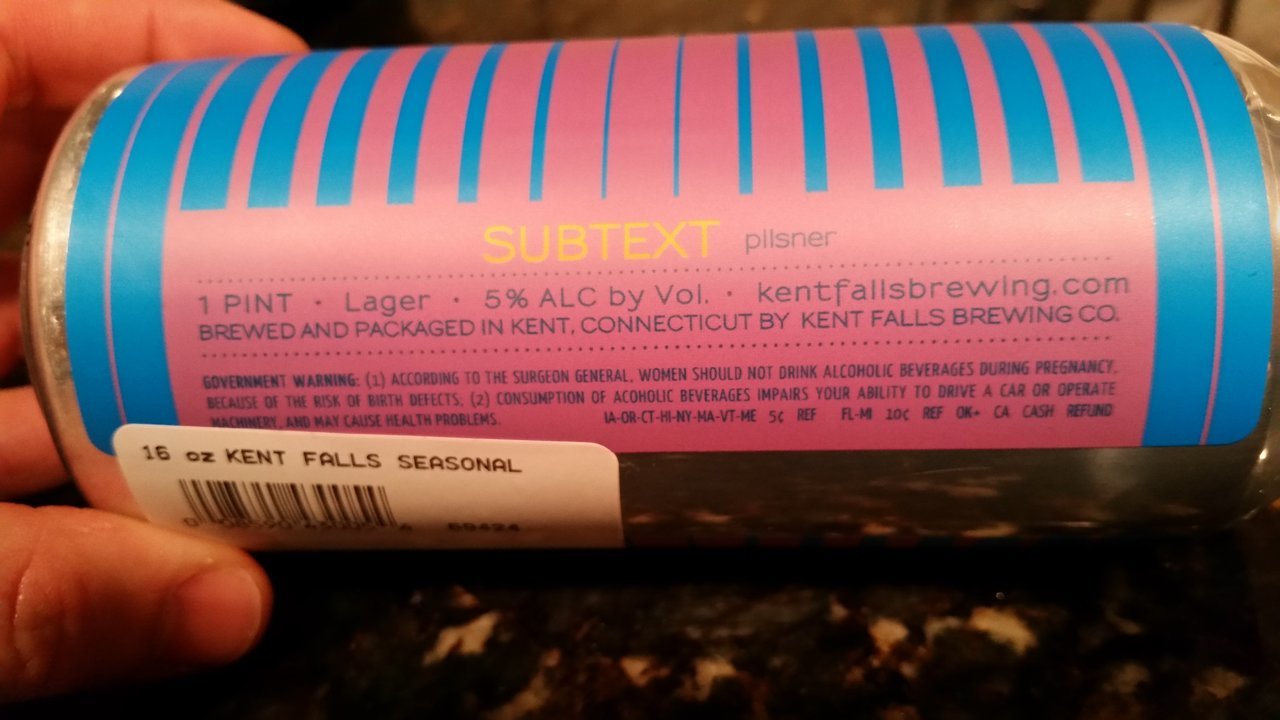 SUBTEXT pilsner
1 PINT · Lager · 5% ALC by Vol. · kentfallsbrewing.com
BREWED AND PACKAGED IN KENT, CONNECTICUT BY KENT FALLS BREWING CO.
GOVERNMENT WARNING: (1) ACCORDING TO THE SURGEON GENERAL, WOMEN SHOULD NOT DRINK ALCOHOLIC BEVERAGES DURING PREGNANCY,
BECAUSE OF THE RISK OF BIRTH DEFECTS, (2) CONSUMPTION OF ACOHOLIC BEVERAGES IMPAIRS YOUR ABILITY TO DRIVE A CAR OR OPERATE
MACHINERY, AND MAY CAUSE HEALTH PROBLEMS. IA-OR-CT-HI-NY-MA-VT-ME 5¢ REF FL-MI 10¢ REF OK+ CA CASH REFUND
16 oz KENT FALLS SEASONAL
59424